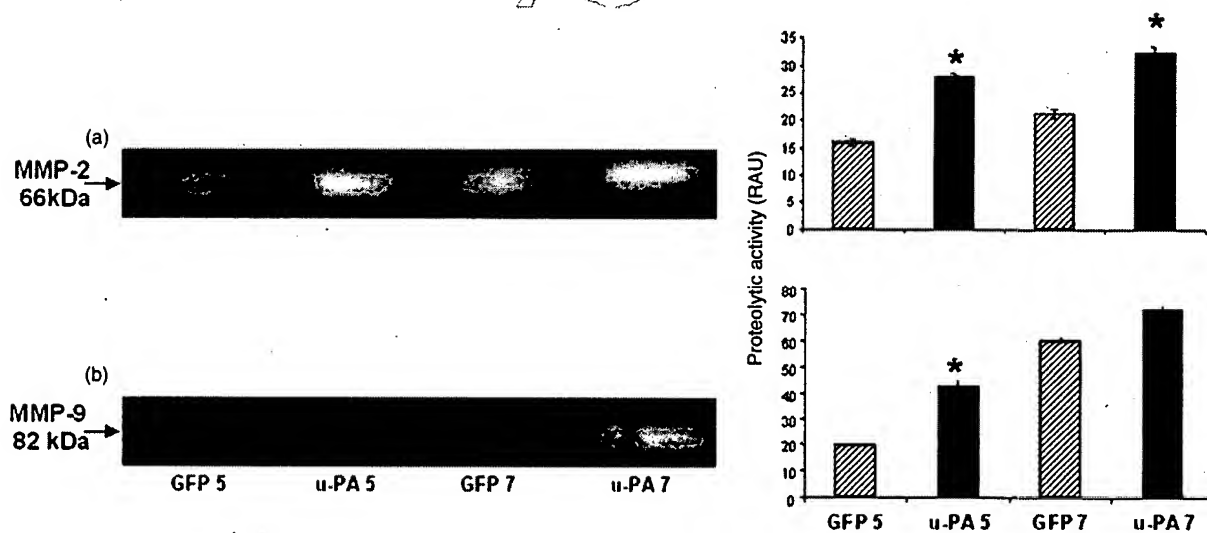 (a)
MMP-2
66kDa
(b)
MMP-9
82 kDa
GFP 5 u-PA 5 GFP 7 u-PA 7
Proteolytic activity (RAU)
35
30
25
20
15
10
5
0
* *
80
70
60
50
40
30
20
10
0
*
GFP 5 u-PA 5 GFP 7 u-PA 7